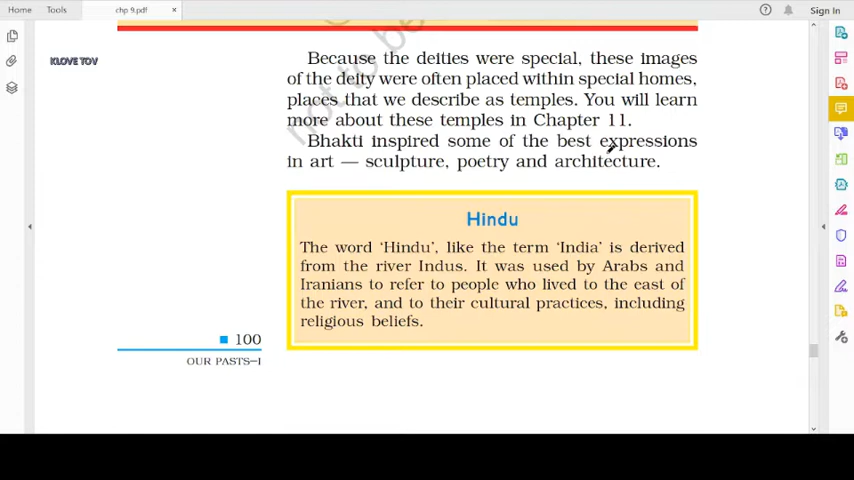 Home Tools chp 9.pdf × Sign In
KLOVE TOV
not to be
Because the deities were special, these images
of the deity were often placed within special homes,
places that we describe as temples. You will learn
more about these temples in Chapter 11.
Bhakti inspired some of the best expressions
in art — sculpture, poetry and architecture.
Hindu
The word ‘Hindu’, like the term ‘India’ is derived
from the river Indus. It was used by Arabs and
Iranians to refer to people who lived to the east of
the river, and to their cultural practices, including
religious beliefs.
100
OUR PASTS–I